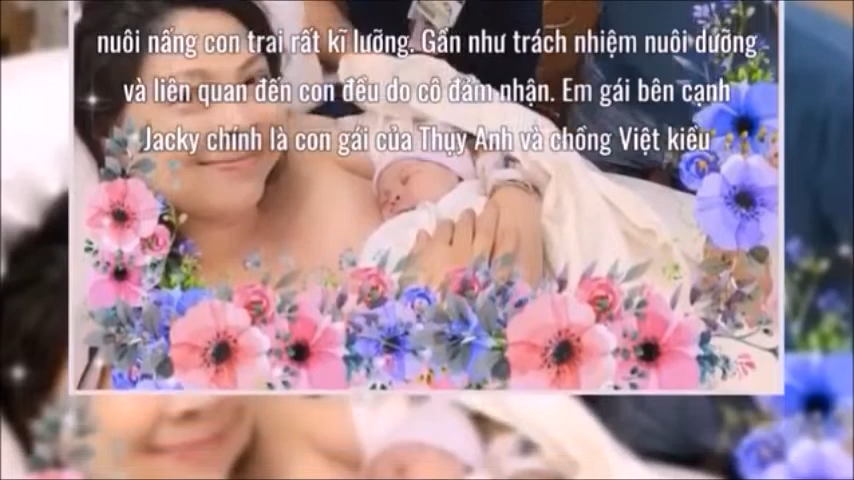 nuôi nấng con trai rất kĩ lưỡng. Gần như trách nhiệm nuôi dưỡng
và liên quan đến con đều do cô đảm nhận. Em gái bên cạnh
Jacky chính là con gái của Thụy Anh và chồng Việt kiều